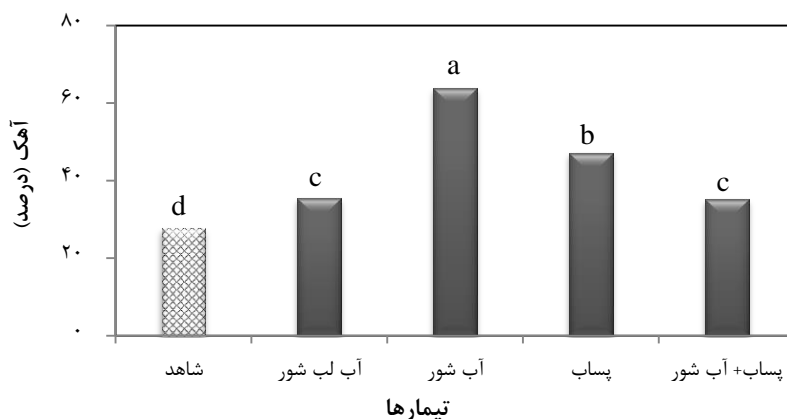 آهک (درصد)
۸۰
۶۰
۴۰
۲۰
۰
d
c
a
b
c
شاهد
آب لب شور
آب شور
پساب
پساب+ آب شور
تیمارها